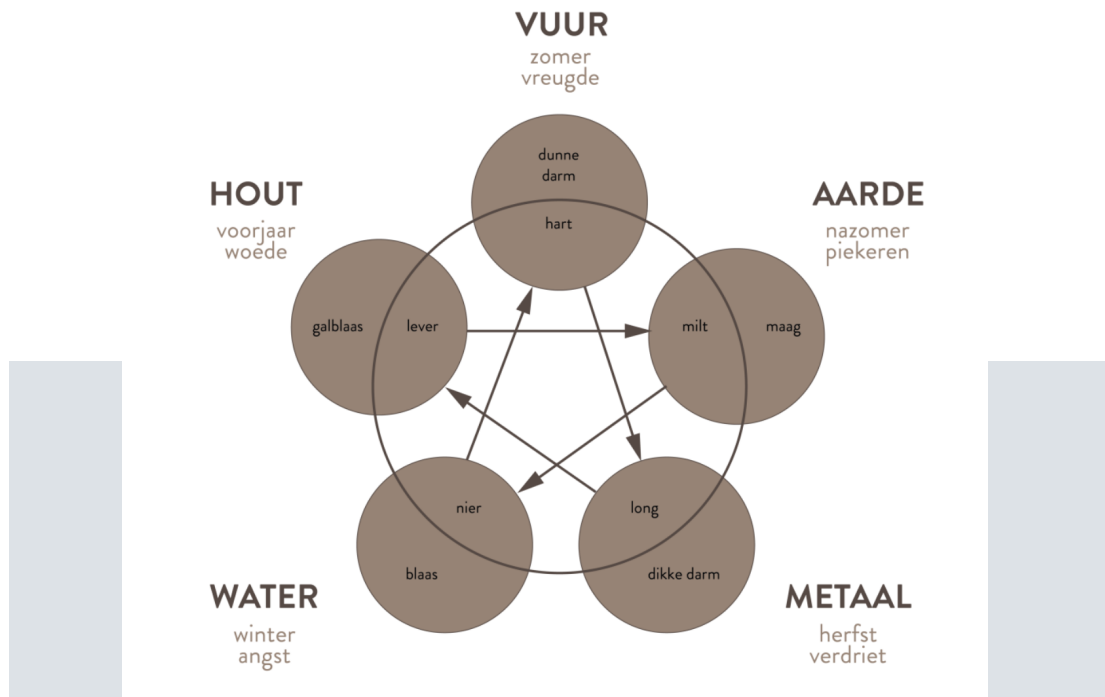 VUUR
zomer
vreugde
dunne
darm
hart
HOUT
voorjaar
woede
galblaas
lever
AARDE
nazomer
piekeren
milt
maag
nier
blaas
WATER
winter
angst
long
dikke darm
METAAL
herfst
verdriet